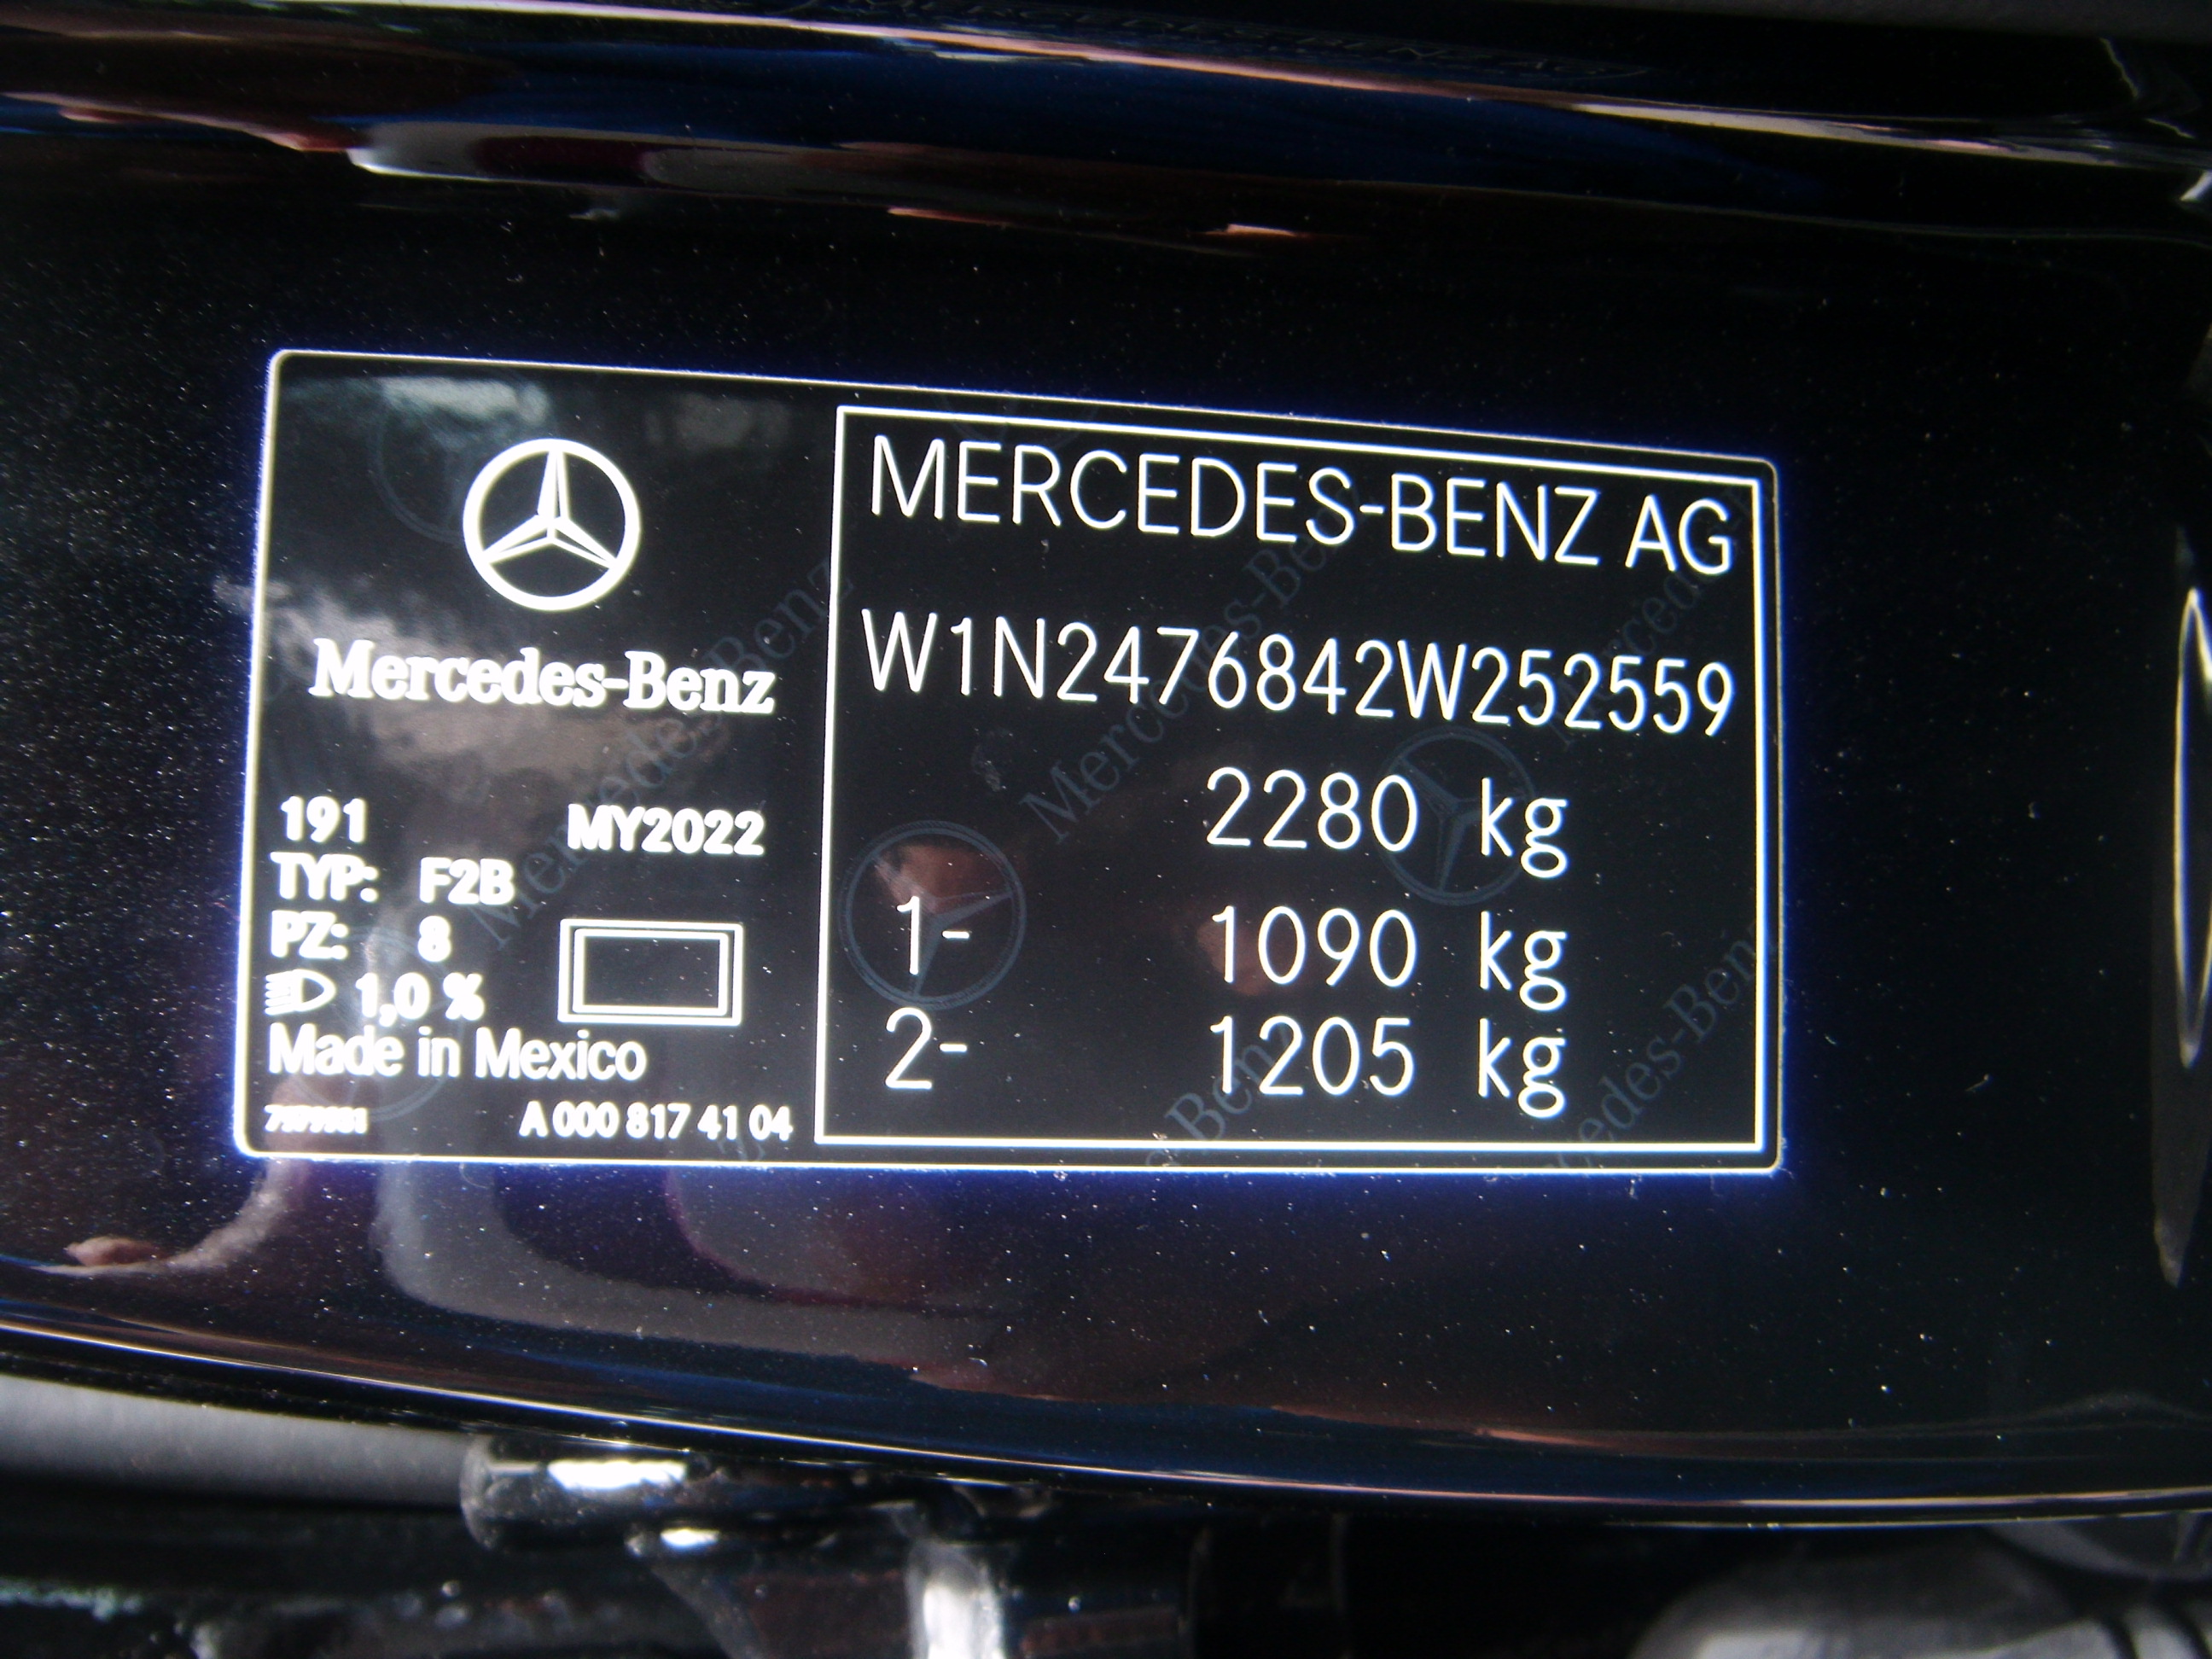 Mercedes-Benz
191 MY2022
TYP: F2B
PZ: 8
1,0 %
Made in Mexico
A 000 817 41 04
MERCEDES-BENZ AG
W1N2476842W252559
2280 kg
1- 1090 kg
2- 1205 kg